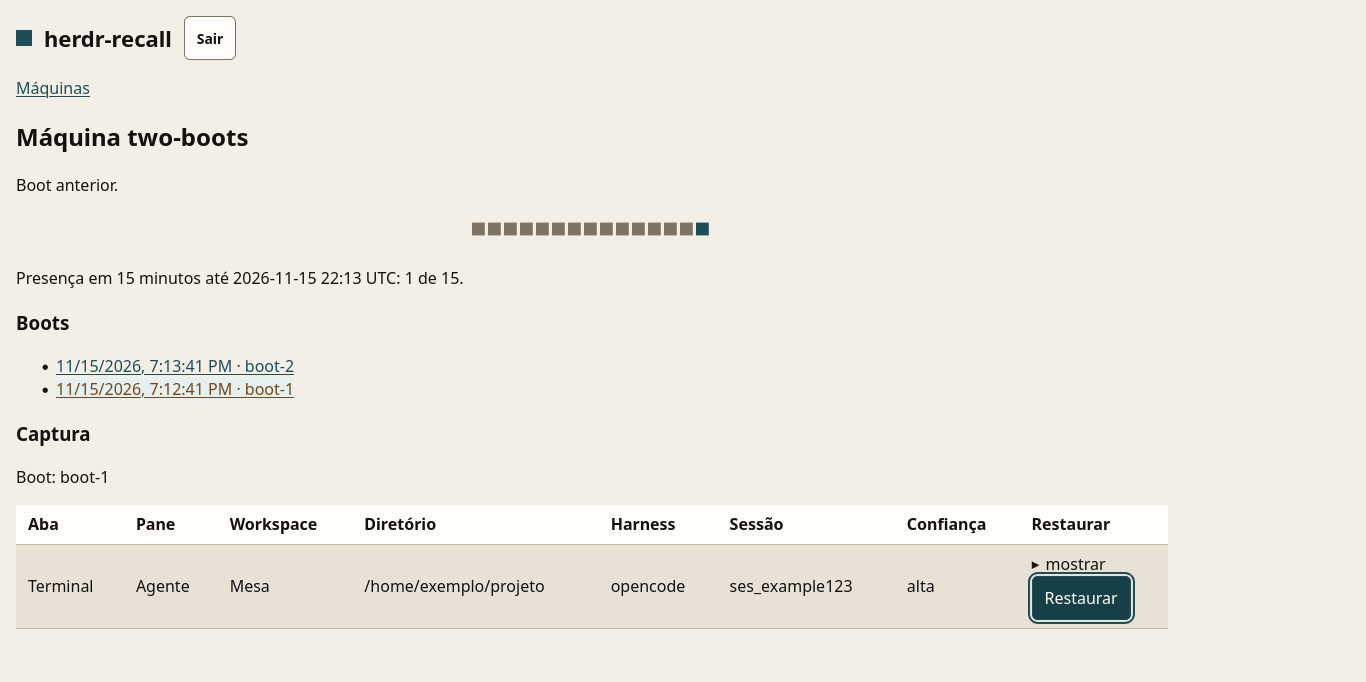 herdr-recall Sair
Máquinas
Máquina two-boots
Boot anterior.
Presença em 15 minutos até 2026-11-15 22:13 UTC: 1 de 15.
Boots
11/15/2026, 7:13:41 PM · boot-2
11/15/2026, 7:12:41 PM · boot-1
Captura
Boot: boot-1
Aba Pane Workspace Diretório Harness Sessão Confiança Restaurar
Terminal Agente Mesa /home/exemplo/projeto opencode ses_example123 alta mostrar
Restaurar